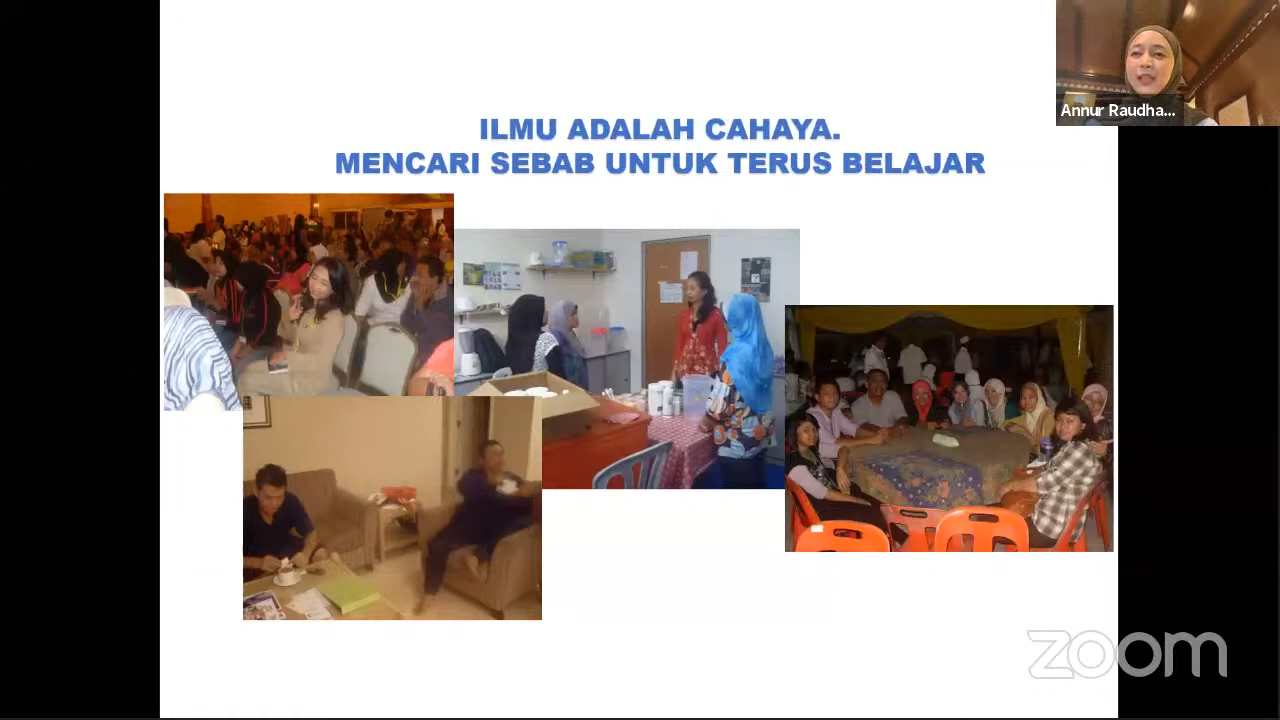 Annur Raudha...
ILMU ADALAH CAHAYA.
MENCARI SEBAB UNTUK TERUS BELAJAR
zoom